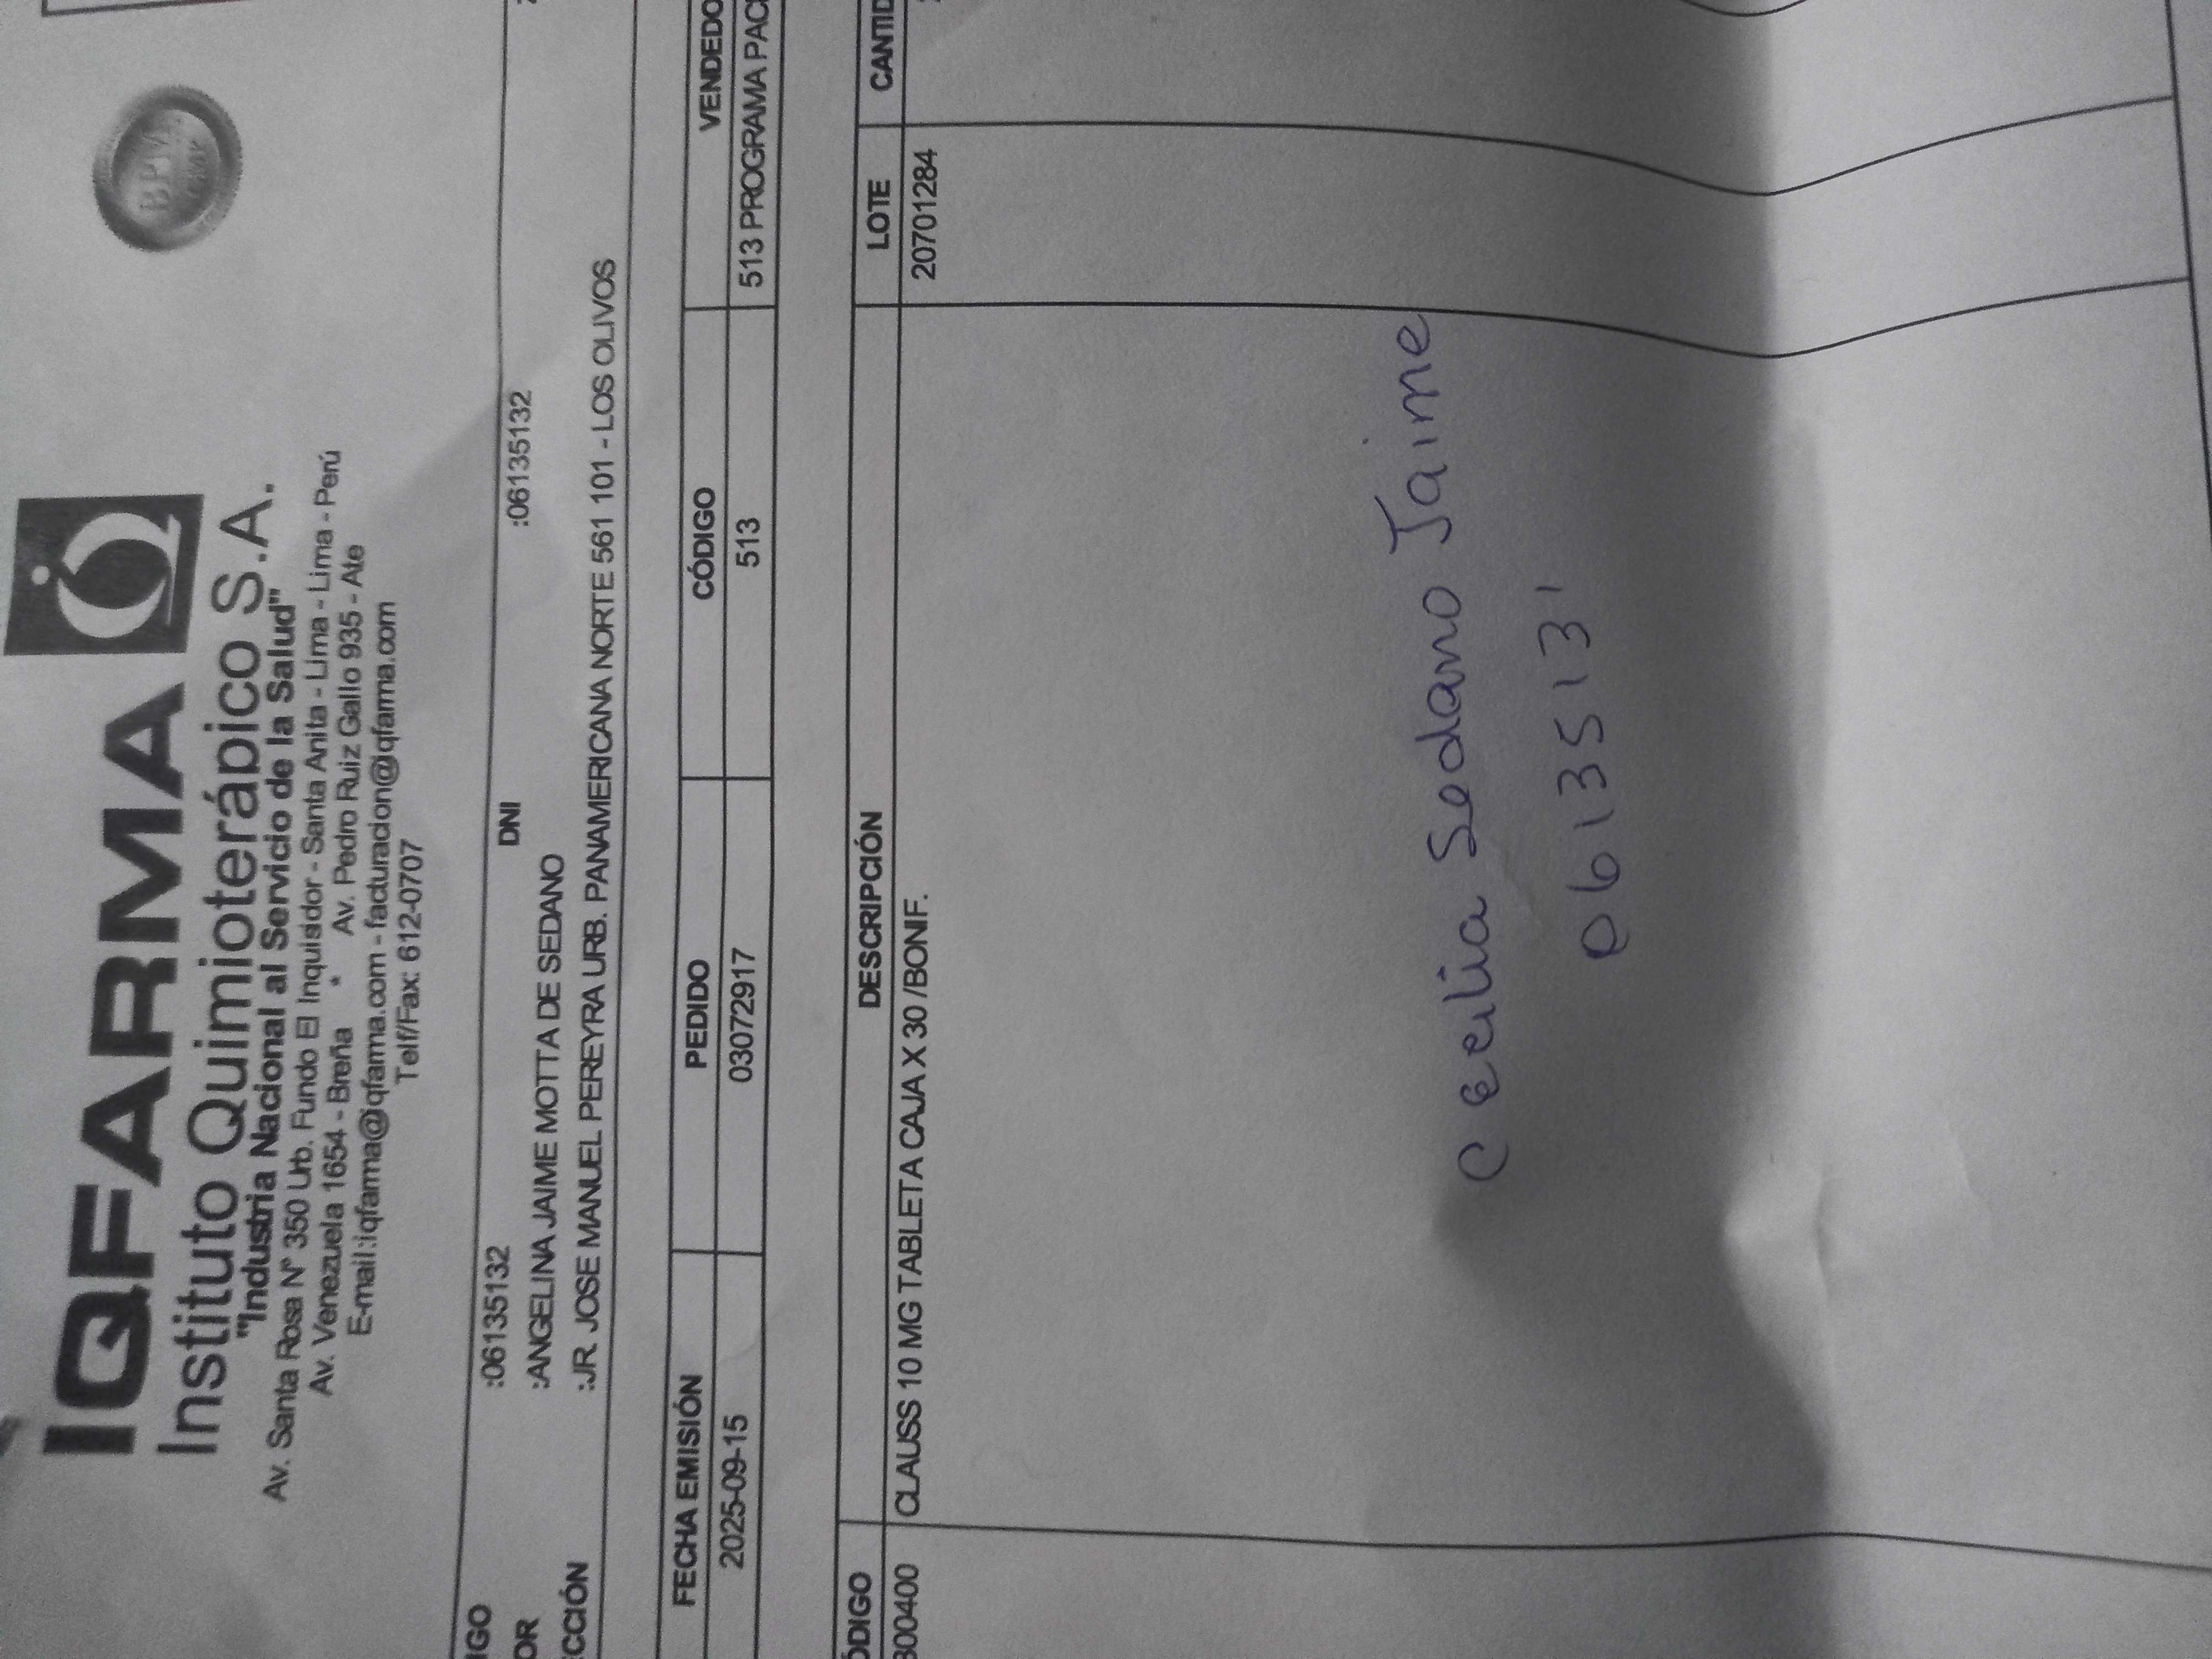 IQFARMA
Instituto Quimioterápico S.A.
"Industria Nacional al Servicio de la Salud"
Av. Santa Rosa N° 350 Urb. Fundo El Inquisidor - Santa Anita - Lima - Lima - Perú
Av. Venezuela 1654 - Breña * Av. Pedro Ruiz Gallo 935 - Ate
E-mail:iqfarma@iqfarma.com - facturacion@iqfarma.com
Telf/Fax: 612-0707
IGO :06135132 DNI :06135132
OR :ANGELINA JAIME MOTTA DE SEDANO
CCIÓN :JR. JOSE MANUEL PEREYRA URB. PANAMERICANA NORTE 561 101 - LOS OLIVOS
FECHA EMISIÓN PEDIDO CÓDIGO VENDEDO
2025-09-15 03072917 513 513 PROGRAMA PAC
ÓDIGO DESCRIPCIÓN LOTE CANTID
300400 CLAUSS 10 MG TABLETA CAJA X 30 /BONIF. 20701284
Cecilia Sedano Jaime
06135131